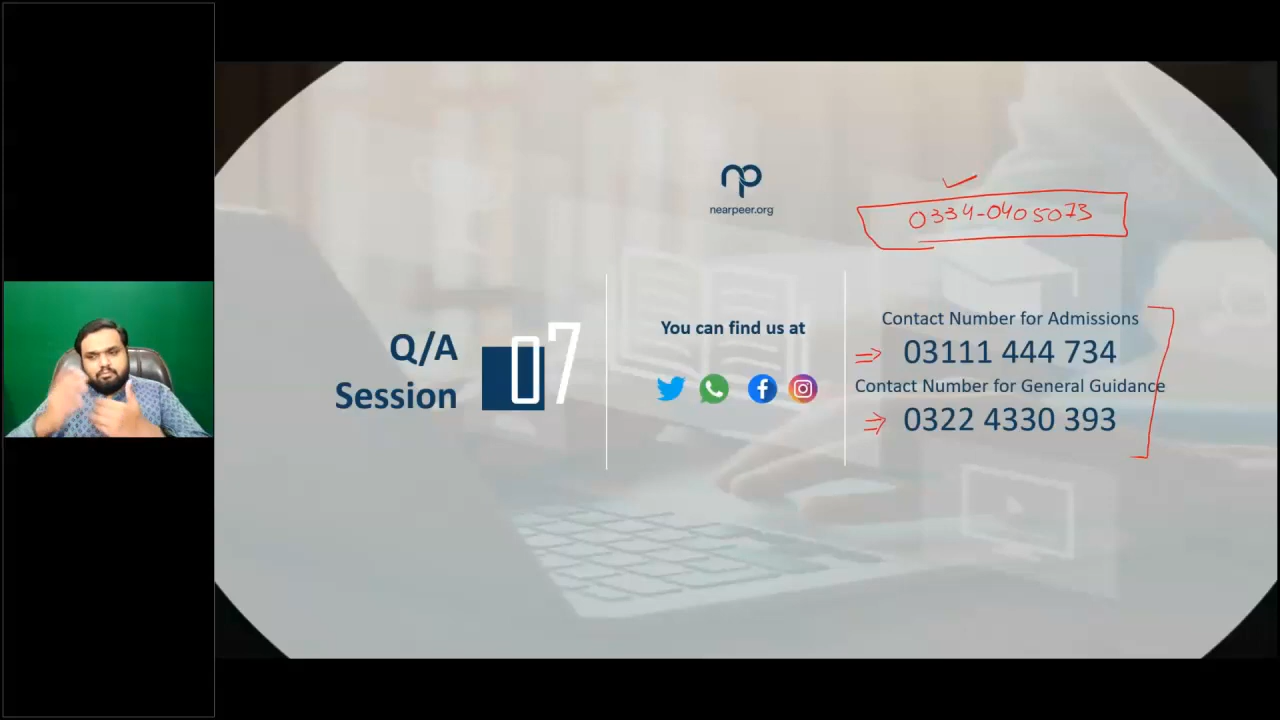 nearpeer.org
0334-0405073
Q/A
Session
07
You can find us at
Contact Number for Admissions
03111 444 734
Contact Number for General Guidance
0322 4330 393